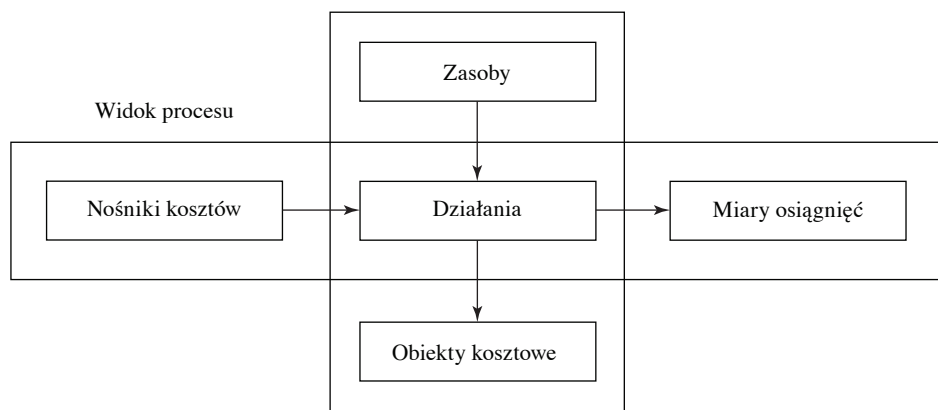 Zasoby
Widok procesu
Nośniki kosztów
Działania
Miary osiągnięć
Obiekty kosztowe